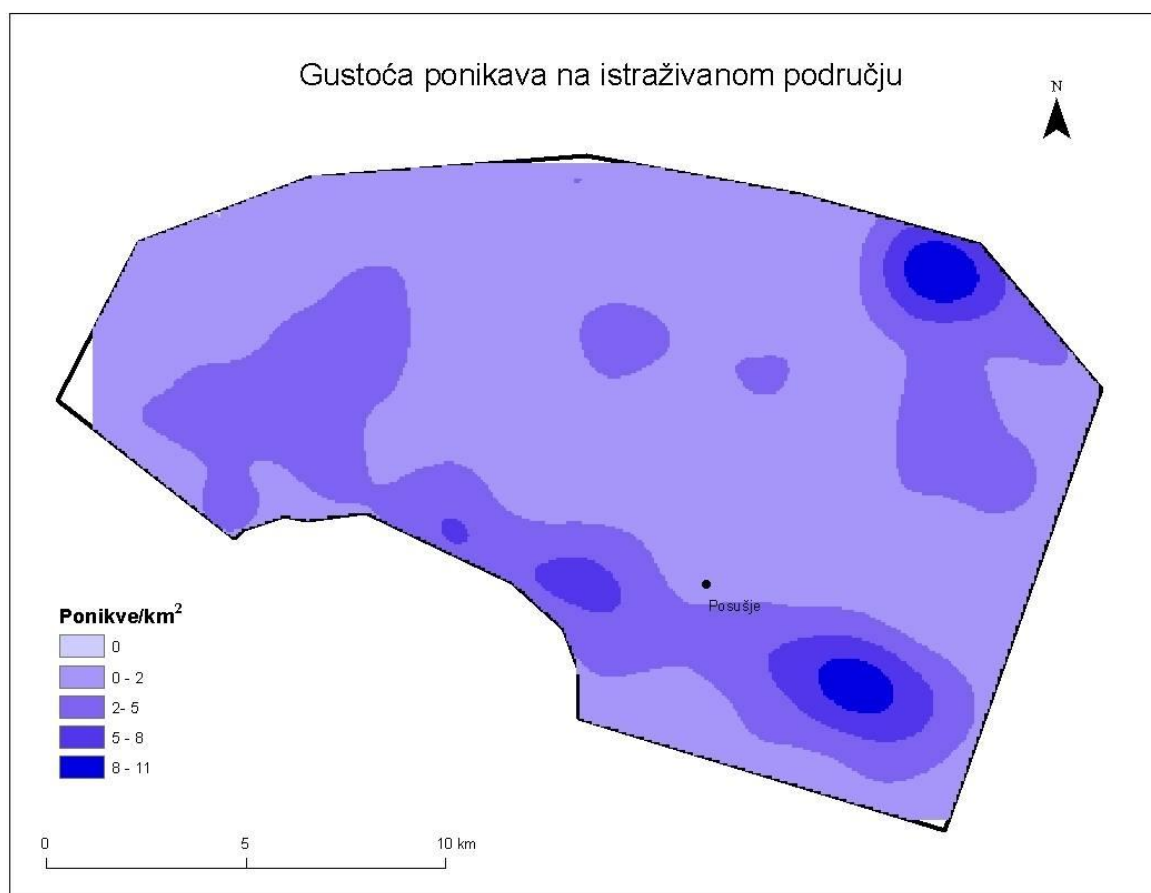 Gustoća ponikava na istraživanom području
N
Posušje
Ponikve/km²
0
0 - 2
2- 5
5 - 8
8 - 11
0 5 10 km